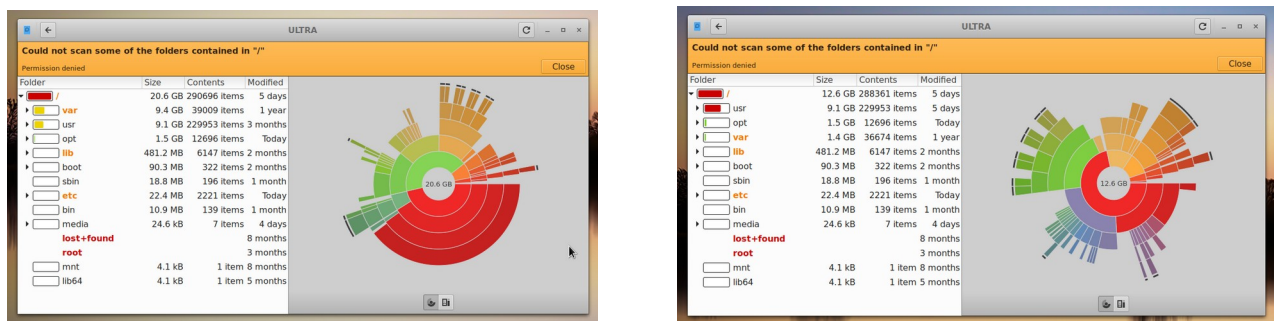 ULTRA
Could not scan some of the folders contained in "/"
Permission denied
Close
Folder Size Contents Modified
/ 20.6 GB 290696 items 5 days
var 9.4 GB 39009 items 1 year
usr 9.1 GB 229953 items 3 months
opt 1.5 GB 12696 items Today
lib 481.2 MB 6147 items 2 months
boot 90.3 MB 322 items 2 months
sbin 18.8 MB 196 items 1 month
etc 22.4 MB 2221 items Today
bin 10.9 MB 139 items 1 month
media 24.6 kB 7 items 4 days
lost+found 8 months
root 3 months
mnt 4.1 kB 1 item 8 months
lib64 4.1 kB 1 item 5 months
20.6 GB
ULTRA
Could not scan some of the folders contained in "/"
Permission denied
Close
Folder Size Contents Modified
/ 12.6 GB 288361 items 5 days
usr 9.1 GB 229953 items 5 days
opt 1.5 GB 12696 items Today
var 1.4 GB 36674 items 1 year
lib 481.2 MB 6147 items 2 months
boot 90.3 MB 322 items 2 months
sbin 18.8 MB 196 items 1 month
etc 22.4 MB 2221 items Today
bin 10.9 MB 139 items 1 month
media 24.6 kB 7 items 4 days
lost+found 8 months
root 3 months
mnt 4.1 kB 1 item 8 months
lib64 4.1 kB 1 item 5 months
12.6 GB